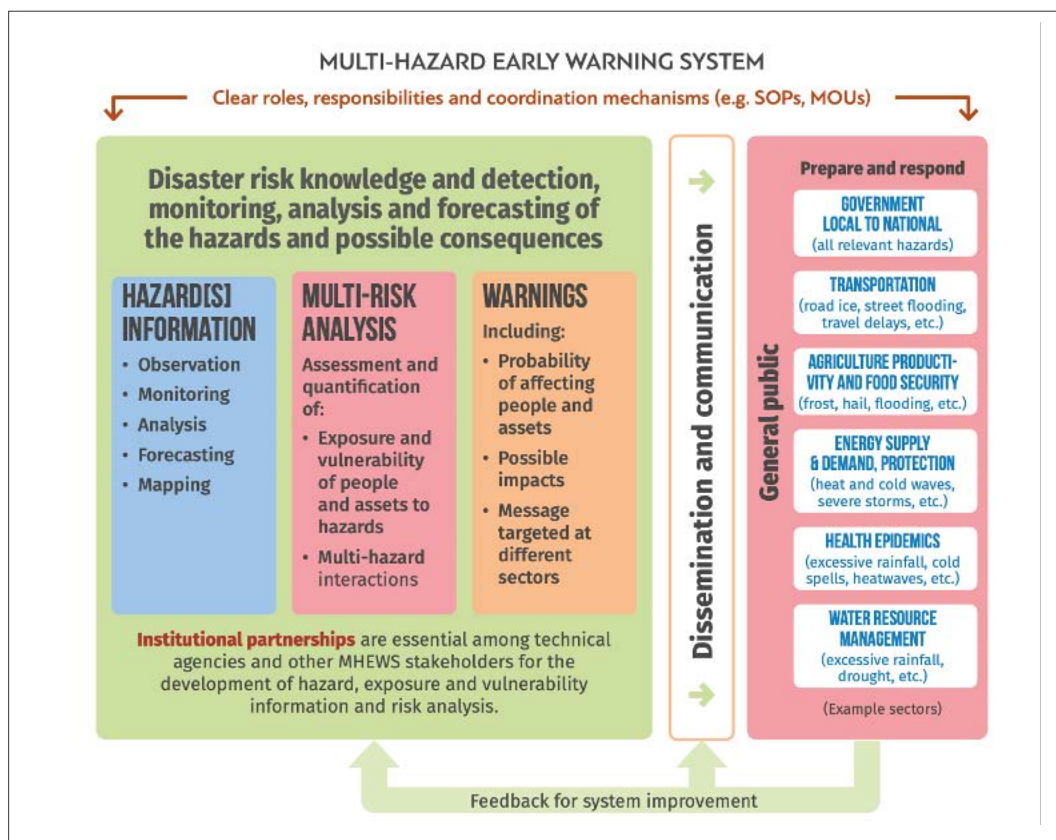 MULTI-HAZARD EARLY WARNING SYSTEM
Clear roles, responsibilities and coordination mechanisms (e.g. SOPs, MOUs)
Disaster risk knowledge and detection,
monitoring, analysis and forecasting of
the hazards and possible consequences
HAZARD[S]
INFORMATION
• Observation
• Monitoring
• Analysis
• Forecasting
• Mapping
MULTI-RISK
ANALYSIS
Assessment and
quantification
of:
• Exposure and
vulnerability
of people
and assets to
hazards
• Multi-hazard
interactions
WARNINGS
Including:
• Probability
of affecting
people and
assets
• Possible
impacts
• Message
targeted at
different
sectors
Institutional partnerships are essential among technical
agencies and other MHEWS stakeholders for the
development of hazard, exposure and vulnerability
information and risk analysis.
Dissemination and communication
General public
Prepare and respond
GOVERNMENT
LOCAL TO NATIONAL
(all relevant hazards)
TRANSPORTATION
(road ice, street flooding,
travel delays, etc.)
AGRICULTURE PRODUCTI-
VITY AND FOOD SECURITY
(frost, hail, flooding, etc.)
ENERGY SUPPLY
& DEMAND, PROTECTION
(heat and cold waves,
severe storms, etc.)
HEALTH EPIDEMICS
(excessive rainfall, cold
spells, heatwaves, etc.)
WATER RESOURCE
MANAGEMENT
(excessive rainfall,
drought, etc.)
(Example sectors)
Feedback for system improvement